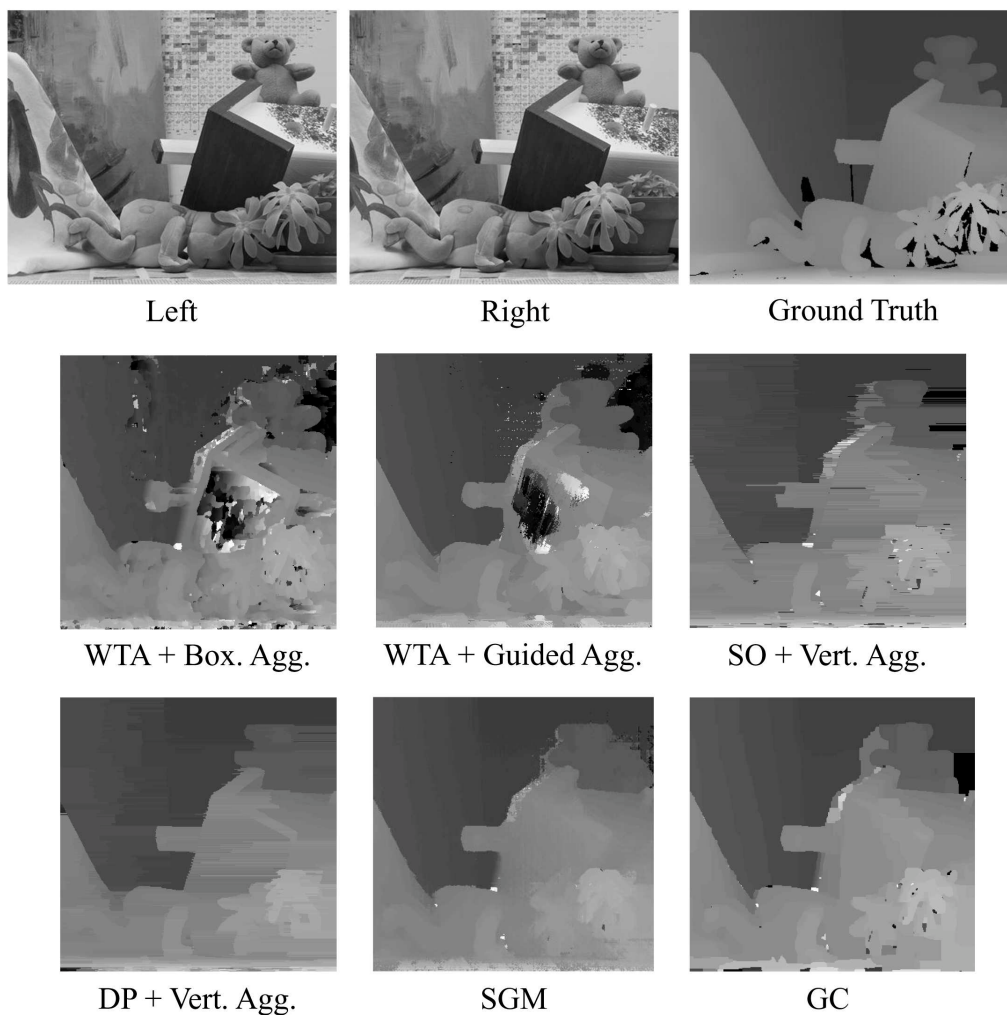 Left
Right
Ground Truth
WTA + Box. Agg.
WTA + Guided Agg.
SO + Vert. Agg.
DP + Vert. Agg.
SGM
GC